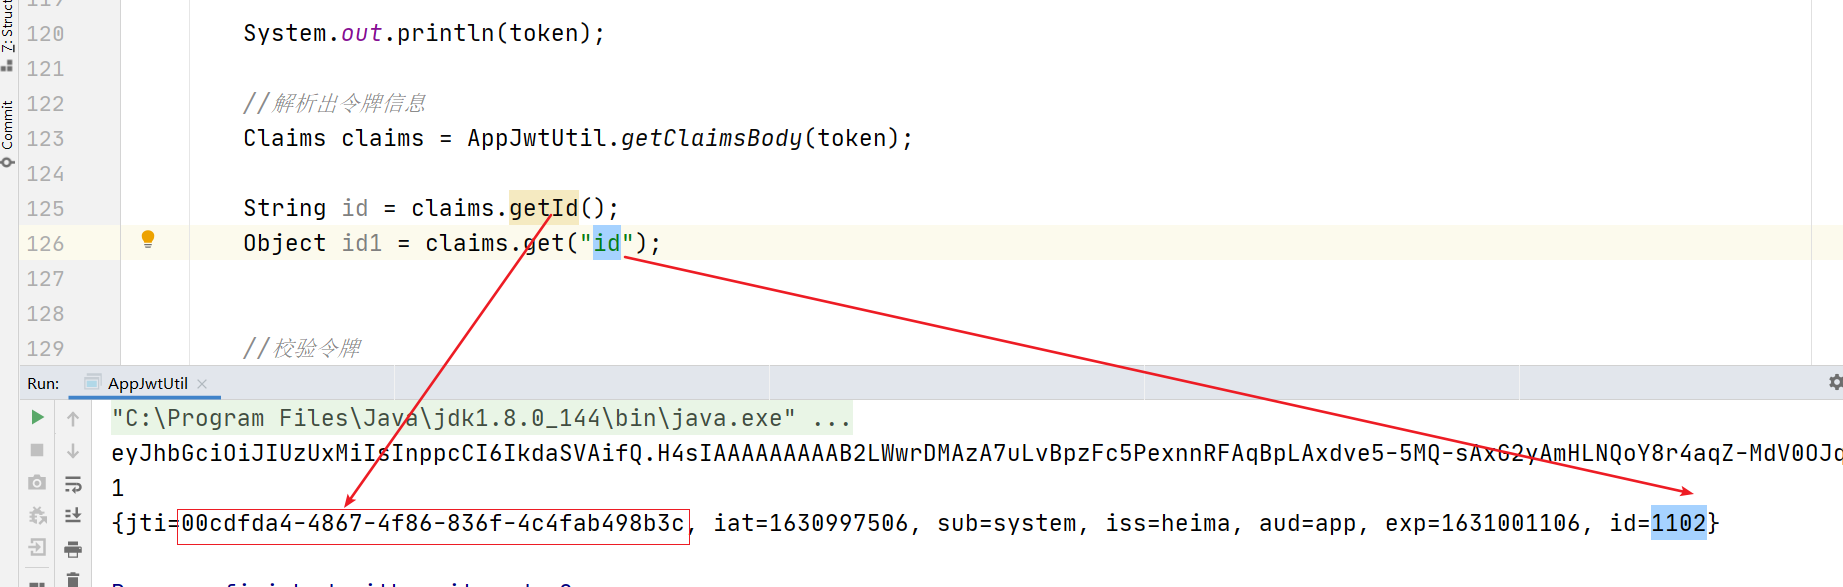 119
7: Struct
120 System.out.println(token);
121
122 //解析出令牌信息
Commit
123 Claims claims = AppJwtUtil.getClaimsBody(token);
124
125 String id = claims.getId();
126 Object id1 = claims.get("id");
127
128
129 //校验令牌
Run: AppJwtUtil ×
"C:\Program Files\Java\jdk1.8.0_144\bin\java.exe" ...
eyJhbGciOiJIUzUxMiIsInppcCI6IkdaSVAifQ.H4sIAAAAAAAAAB2LWwrDMAzA7uLvBpzFc5PexnnRFAqBpLAxdve5-5MQ-sAxG2yAmHLNQoY8r4aqZ-MdV0OJq
1
{jti=00cdfda4-4867-4f86-836f-4c4fab498b3c, iat=1630997506, sub=system, iss=heima, aud=app, exp=1631001106, id=1102}